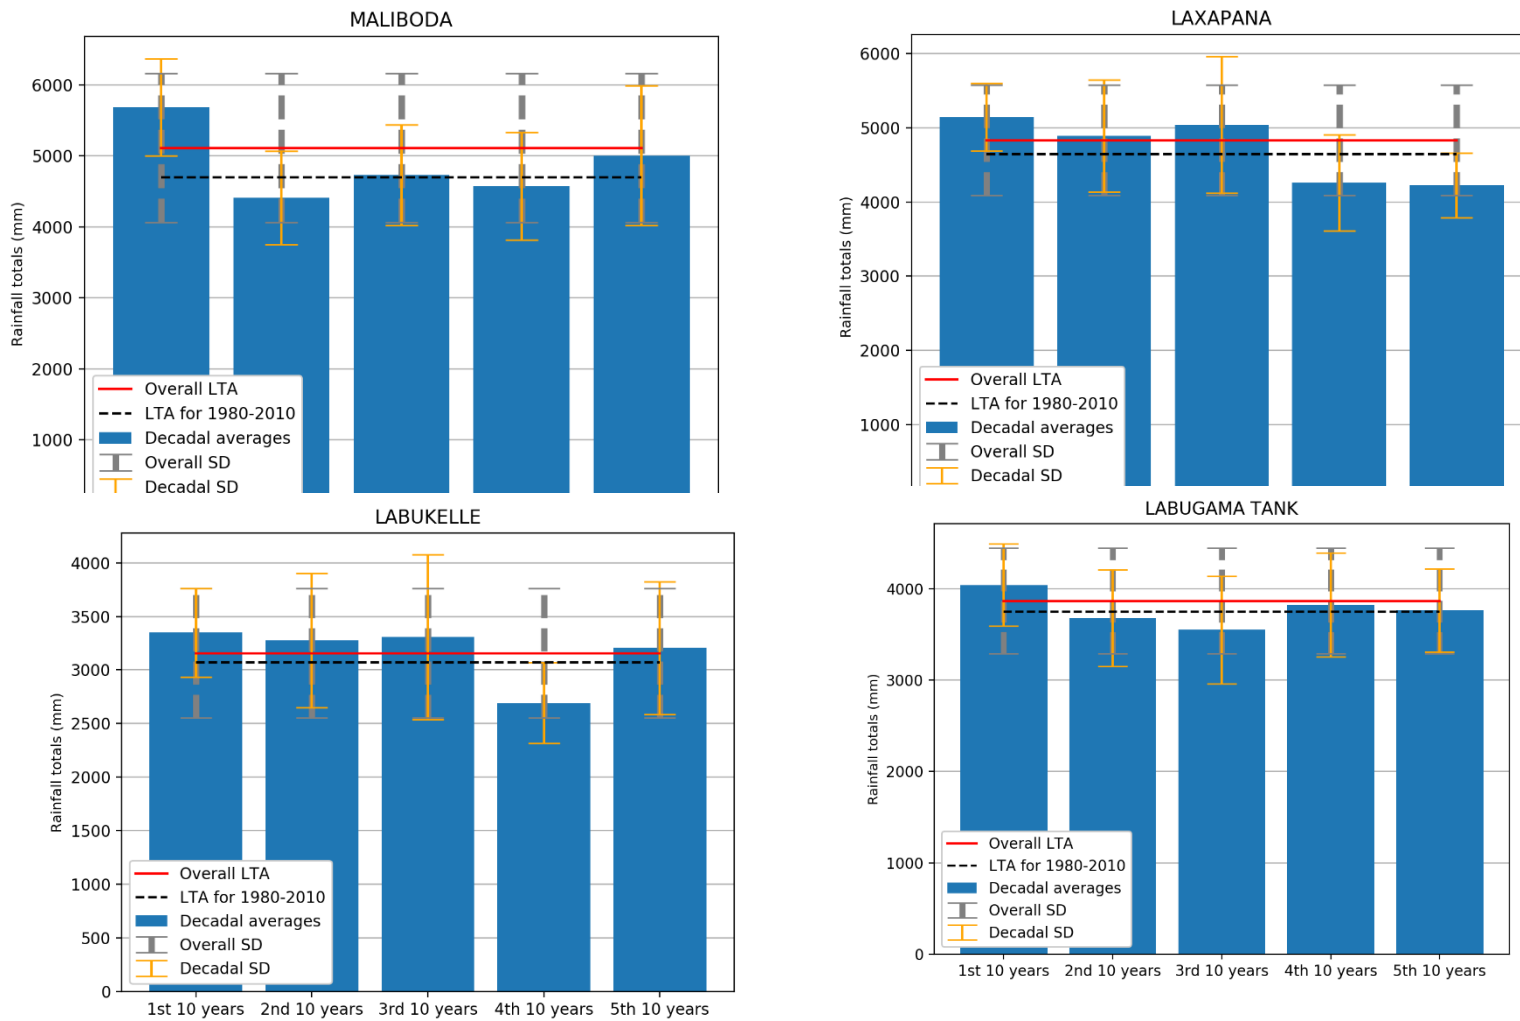 MALIBODA
6000
5000
4000
3000
2000
1000
Rainfall totals (mm)
Overall LTA
LTA for 1980-2010
Decadal averages
Overall SD
Decadal SD
LAXAPANA
6000
5000
4000
3000
2000
1000
Rainfall totals (mm)
Overall LTA
LTA for 1980-2010
Decadal averages
Overall SD
Decadal SD
LABUKELLE
4000
3500
3000
2500
2000
1500
1000
500
0
Rainfall totals (mm)
Overall LTA
LTA for 1980-2010
Decadal averages
Overall SD
Decadal SD
1st 10 years 2nd 10 years 3rd 10 years 4th 10 years 5th 10 years
LABUGAMA TANK
4000
3000
2000
1000
0
Rainfall totals (mm)
Overall LTA
LTA for 1980-2010
Decadal averages
Overall SD
Decadal SD
1st 10 years 2nd 10 years 3rd 10 years 4th 10 years 5th 10 years